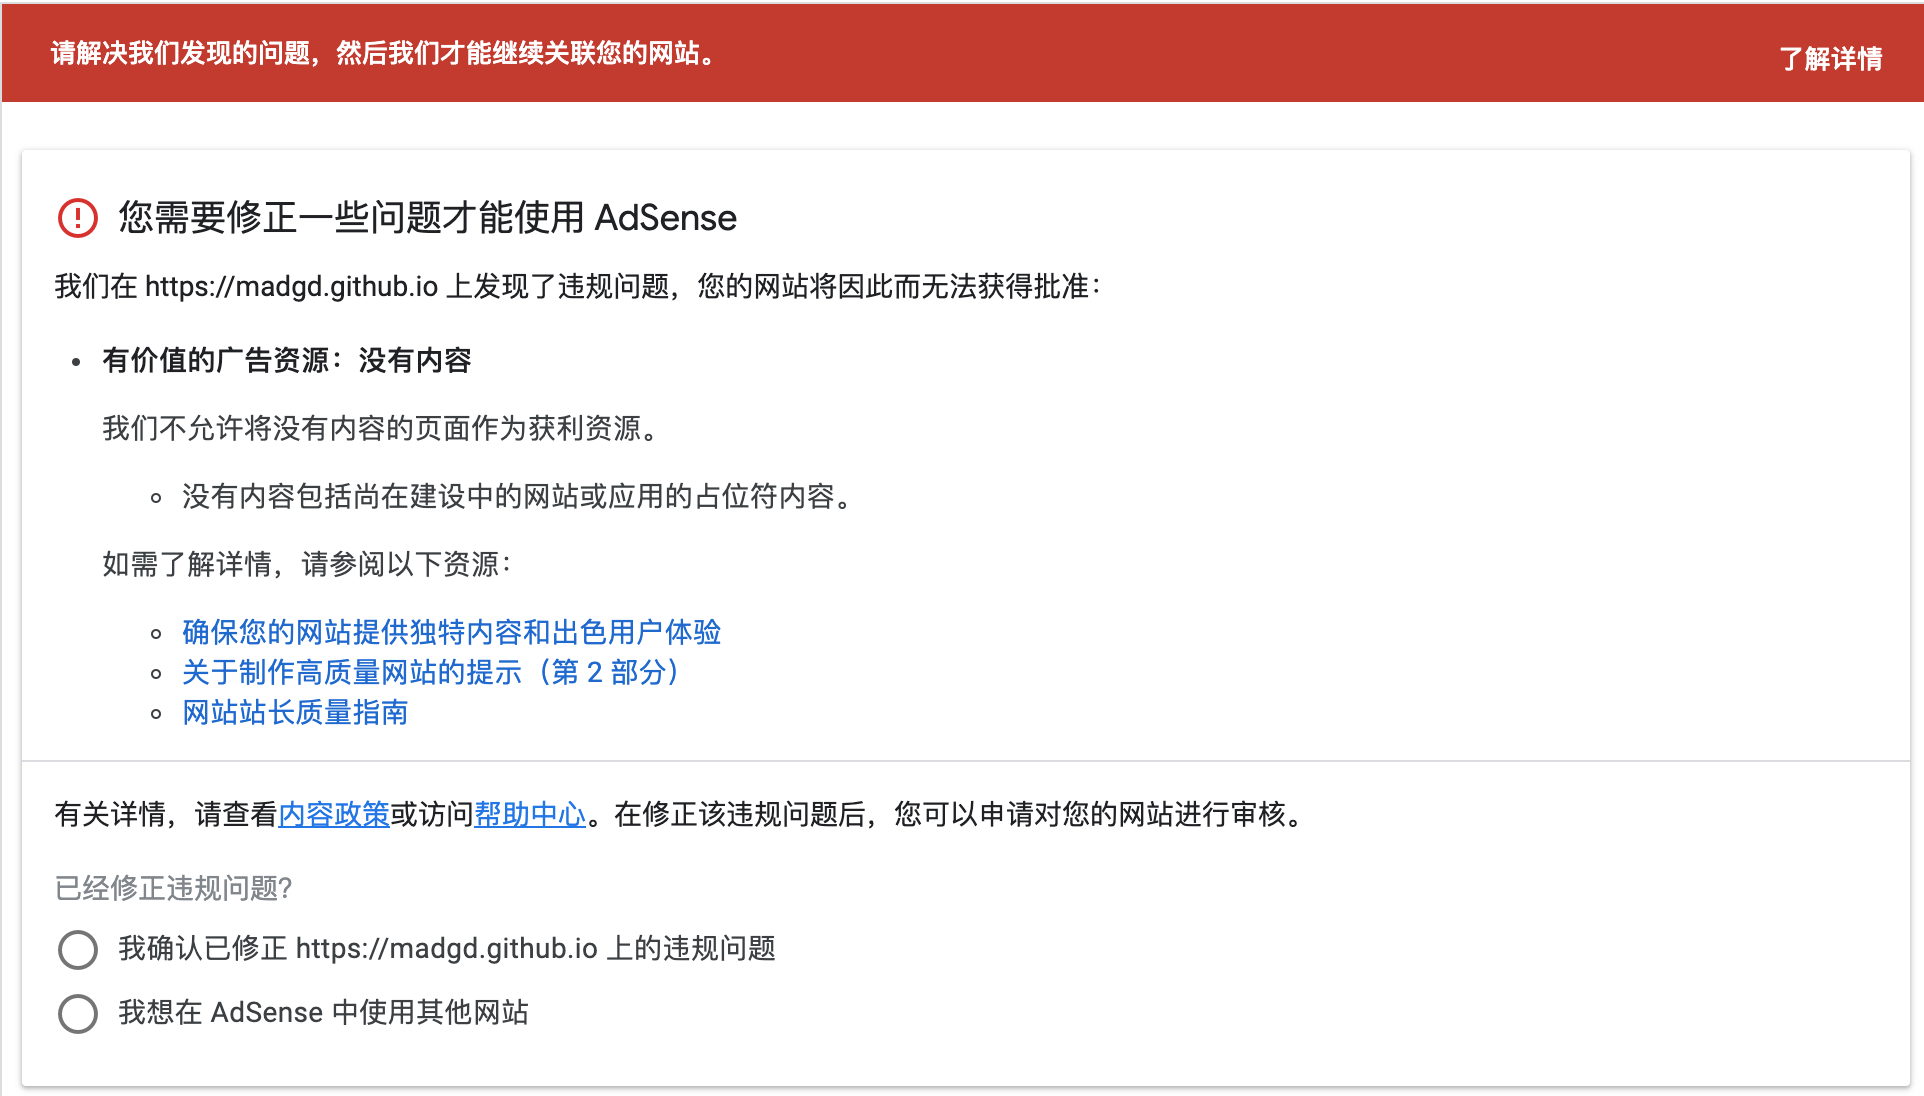 请解决我们发现的问题，然后我们才能继续关联您的网站。
了解详情
您需要修正一些问题才能使用 AdSense
我们在 https://madgd.github.io 上发现了违规问题，您的网站将因此而无法获得批准：
• 有价值的广告资源：没有内容
我们不允许将没有内容的页面作为获利资源。
◦ 没有内容包括尚在建设中的网站或应用的占位符内容。
如需了解详情，请参阅以下资源：
◦ 确保您的网站提供独特内容和出色用户体验
◦ 关于制作高质量网站的提示（第 2 部分）
◦ 网站站长质量指南
有关详情，请查看内容政策或访问帮助中心。在修正该违规问题后，您可以申请对您的网站进行审核。
已经修正违规问题？
我确认已修正 https://madgd.github.io 上的违规问题
我想在 AdSense 中使用其他网站